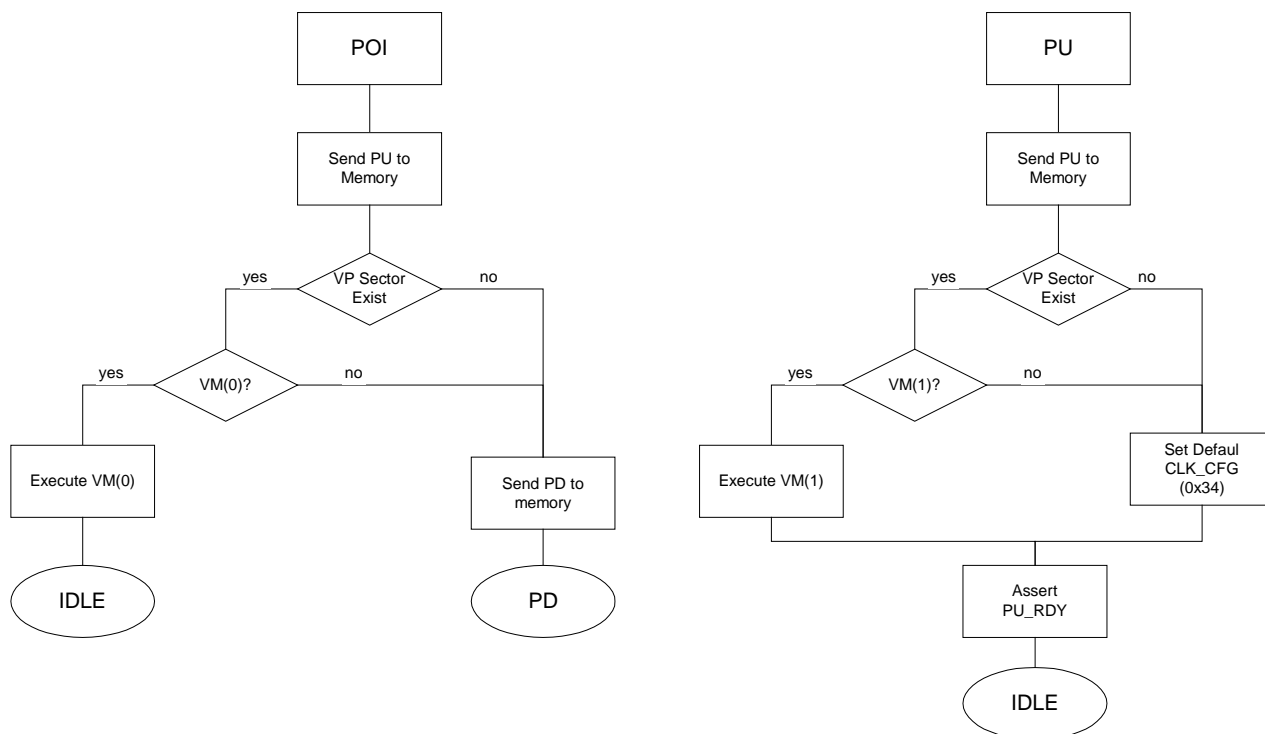 POI
Send PU to
Memory
yes
VP Sector
Exist
no
yes
VM(0)?
no
Execute VM(0)
Send PD to
memory
IDLE
PD
PU
Send PU to
Memory
yes
VP Sector
Exist
no
yes
VM(1)?
no
Execute VM(1)
Set Defaul
CLK_CFG
(0x34)
Assert
PU_RDY
IDLE